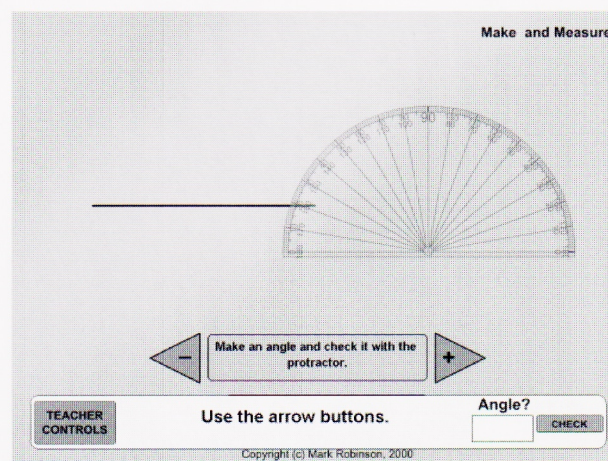 Make and Measure
90
Make an angle and check it with the
protractor.
−
+
TEACHER
CONTROLS
Use the arrow buttons.
Angle?
CHECK
Copyright (c) Mark Robinson, 2000